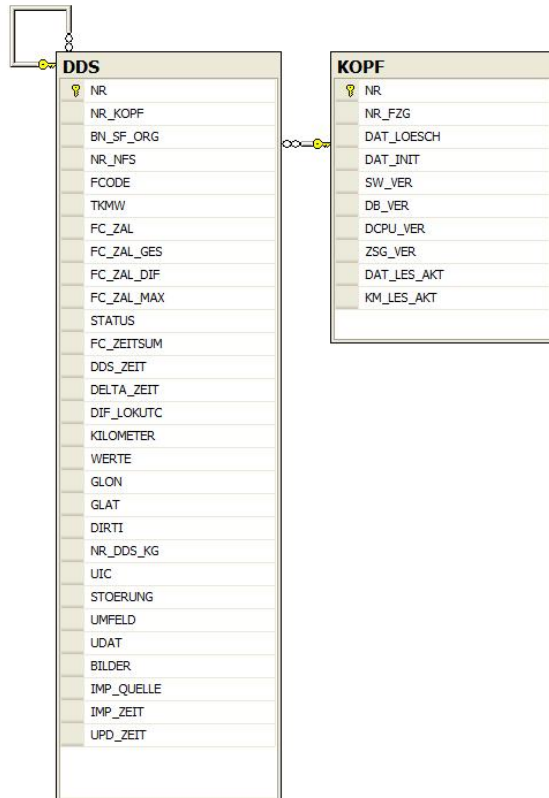 DDS
NR
NR_KOPF
BN_SF_ORG
NR_NFS
FCODE
TKMW
FC_ZAL
FC_ZAL_GES
FC_ZAL_DIF
FC_ZAL_MAX
STATUS
FC_ZEITSUM
DDS_ZEIT
DELTA_ZEIT
DIF_LOKUTC
KILOMETER
WERTE
GLON
GLAT
DIRTI
NR_DDS_KG
UIC
STOERUNG
UMFELD
UDAT
BILDER
IMP_QUELLE
IMP_ZEIT
UPD_ZEIT
KOPF
NR
NR_FZG
DAT_LOESCH
DAT_INIT
SW_VER
DB_VER
DCPU_VER
ZSG_VER
DAT_LES_AKT
KM_LES_AKT